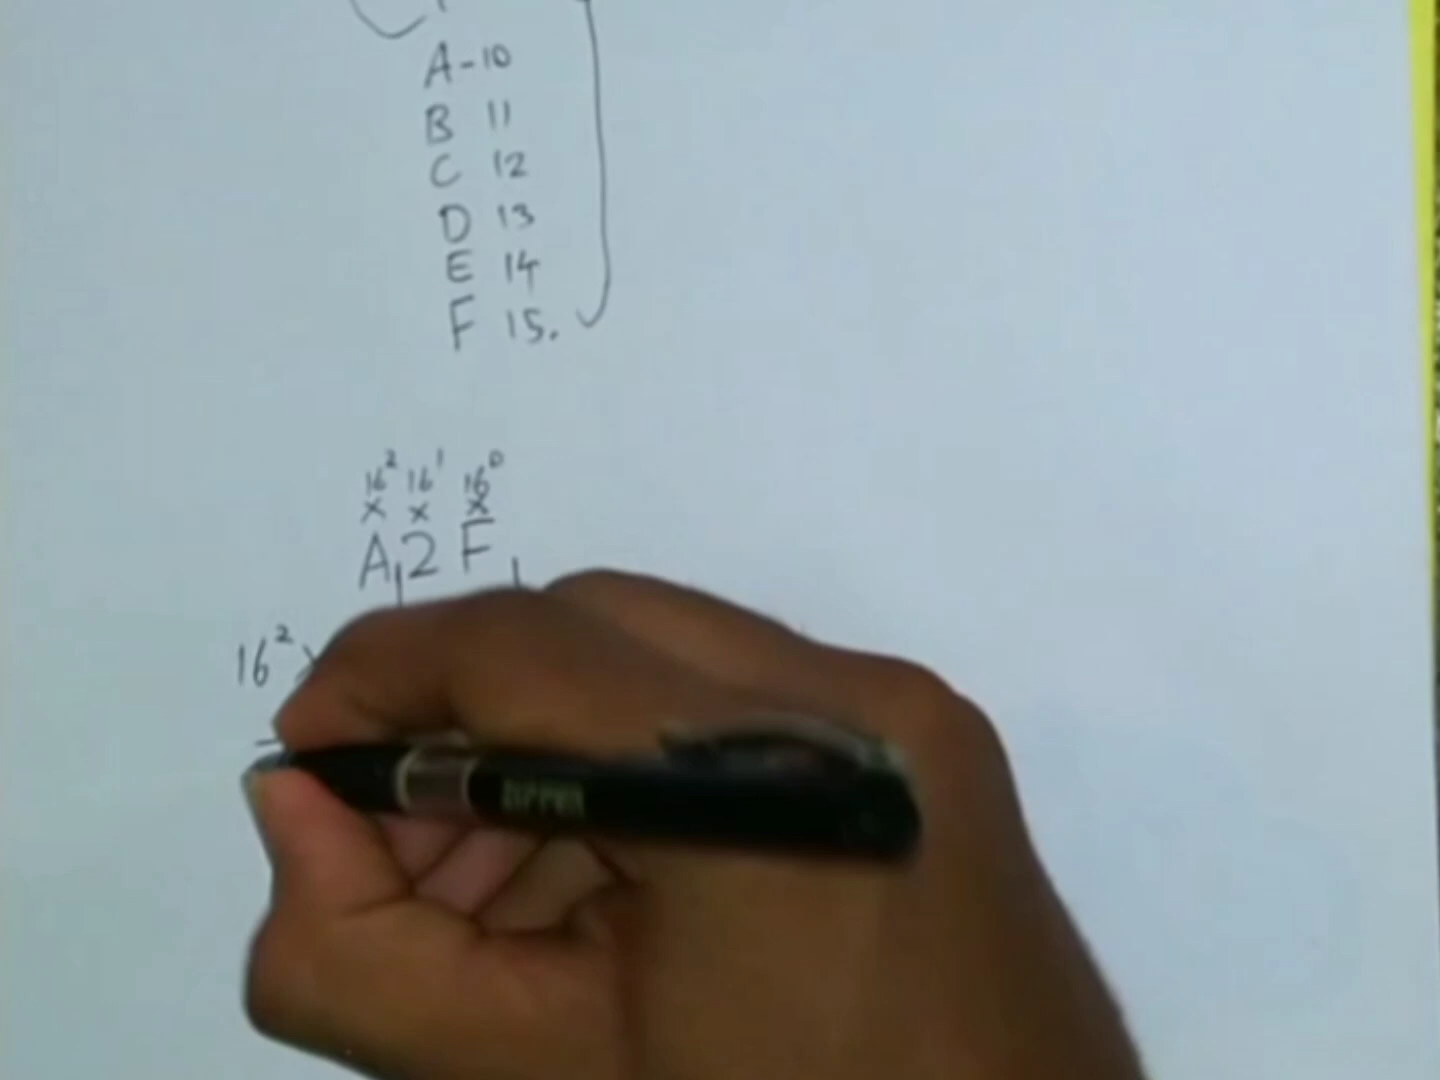 A-10
B 11
C 12
D 13
E 14
F 15.
16² 16¹ 16⁰
x x x
A 2 F
16² x